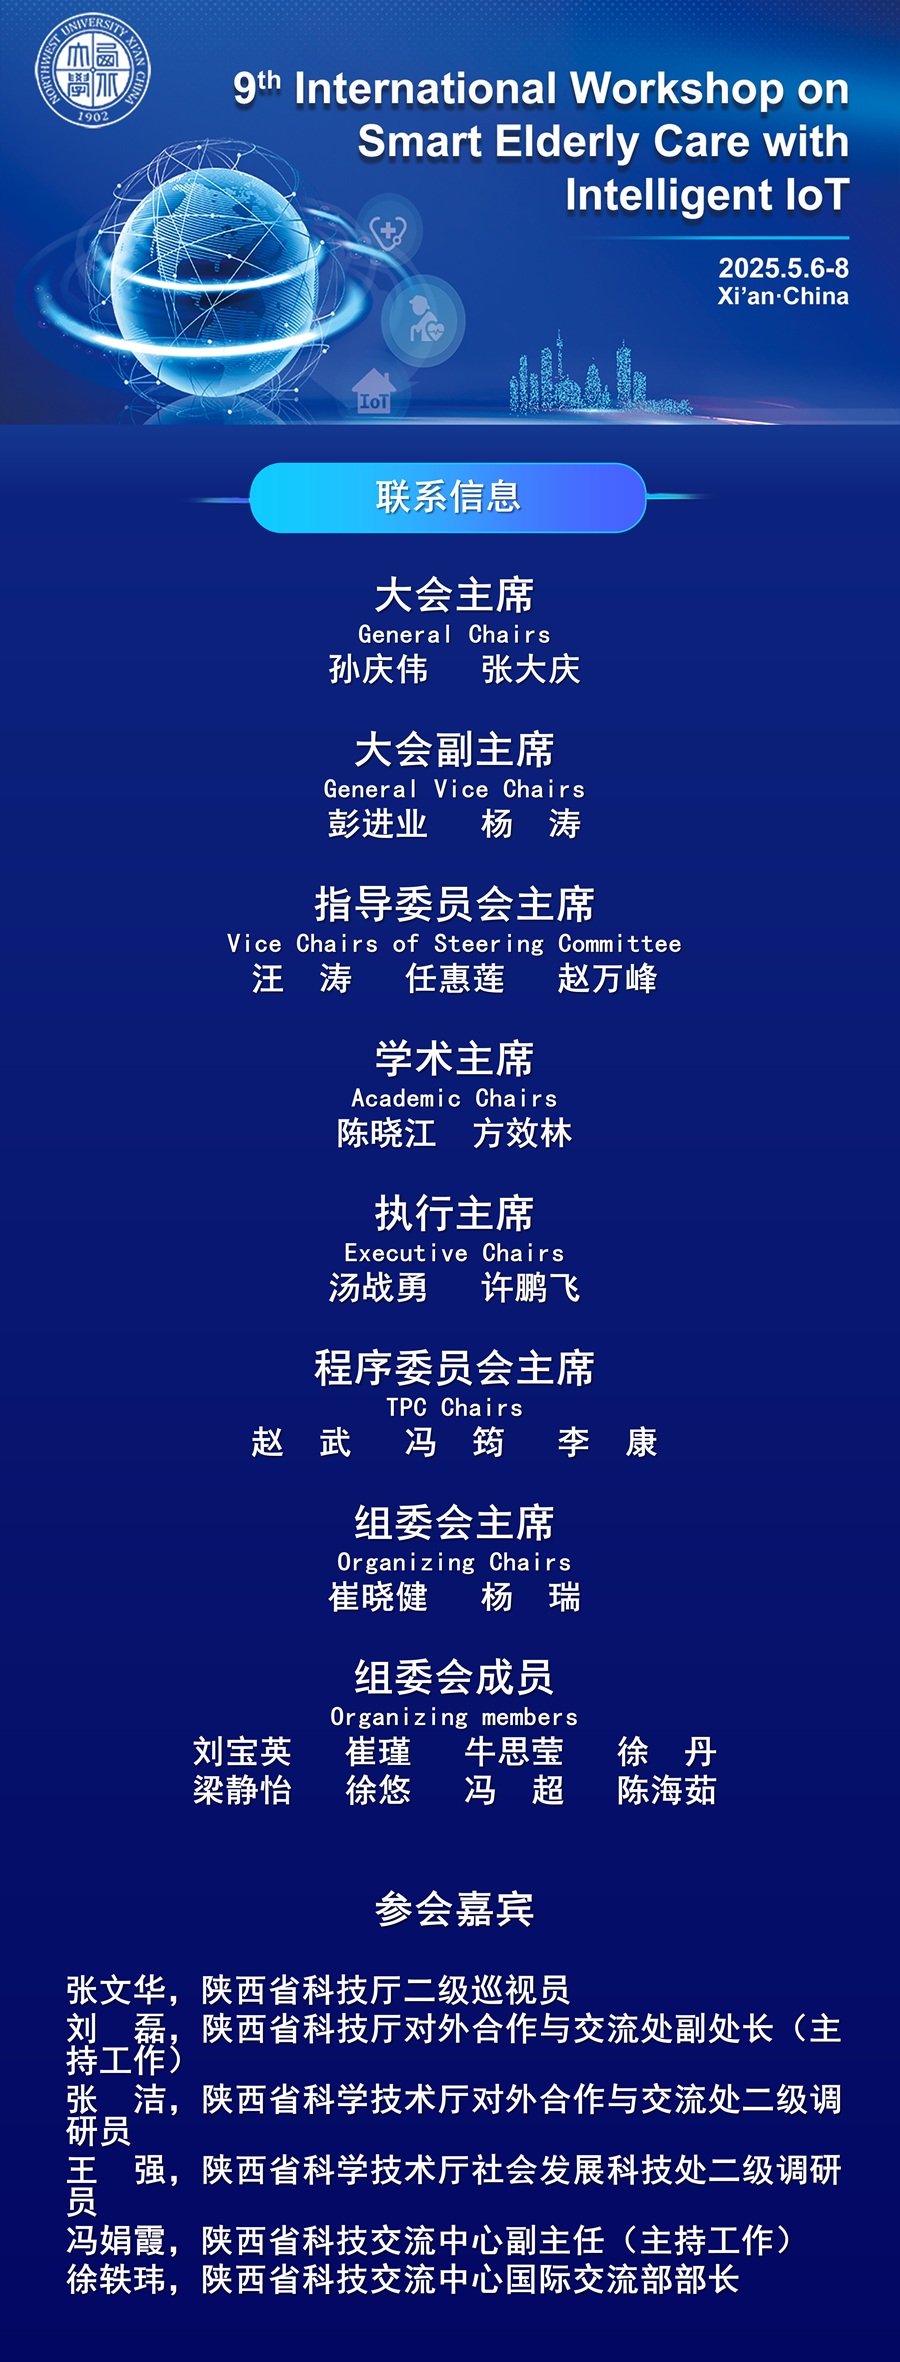 NORTHWEST UNIVERSITY XI'AN CHINA
1902
9th International Workshop on
Smart Elderly Care with
Intelligent IoT
2025.5.6-8
Xi'an·China
IoT
联系信息
大会主席
General Chairs
孙庆伟 张大庆
大会副主席
General Vice Chairs
彭进业 杨 涛
指导委员会主席
Vice Chairs of Steering Committee
汪 涛 任惠莲 赵万峰
学术主席
Academic Chairs
陈晓江 方效林
执行主席
Executive Chairs
汤战勇 许鹏飞
程序委员会主席
TPC Chairs
赵 武 冯 筠 李 康
组委会主席
Organizing Chairs
崔晓健 杨 瑞
组委会成员
Organizing members
刘宝英 崔瑾 牛思莹 徐 丹
梁静怡 徐悠 冯 超 陈海茹
参会嘉宾
张文华，陕西省科技厅二级巡视员
刘 磊，陕西省科技厅对外合作与交流处副处长（主
持工作）
张 洁，陕西省科学技术厅对外合作与交流处二级调
研员
王 强，陕西省科学技术厅社会发展科技处二级调研
员
冯娟霞，陕西省科技交流中心副主任（主持工作）
徐轶玮，陕西省科技交流中心国际交流部部长